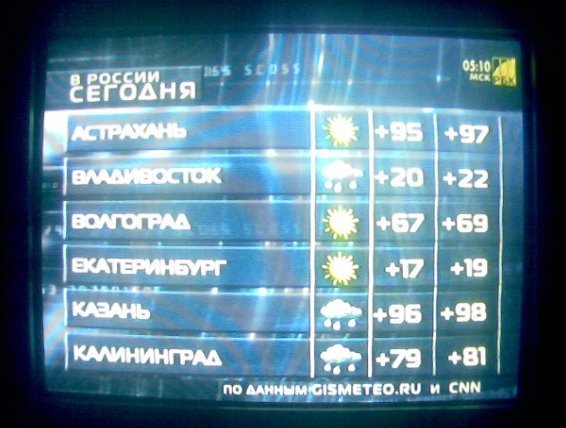 В РОССИИ
СЕГОДНЯ
05:10
МСК РБК
АСТРАХАНЬ +95 +97
ВЛАДИВОСТОК +20 +22
ВОЛГОГРАД +67 +69
ЕКАТЕРИНБУРГ +17 +19
КАЗАНЬ +96 +98
КАЛИНИНГРАД +79 +81
ПО ДАННЫМ GISMETEO.RU И CNN